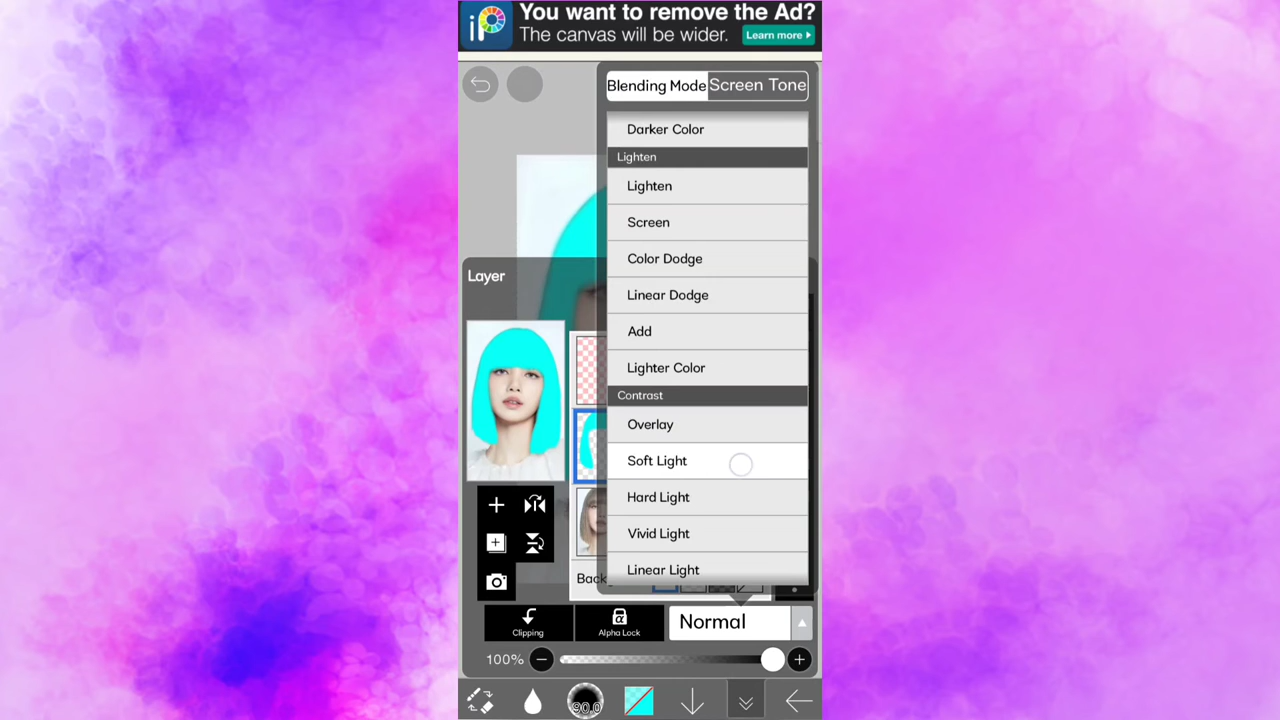 iP
You want to remove the Ad?
The canvas will be wider.
Learn more
Blending Mode
Screen Tone
Darker Color
Lighten
Lighten
Screen
Color Dodge
Linear Dodge
Add
Lighter Color
Contrast
Overlay
Soft Light
Hard Light
Vivid Light
Linear Light
Layer
Back
Clipping
α
Alpha Lock
Normal
100%
90.0